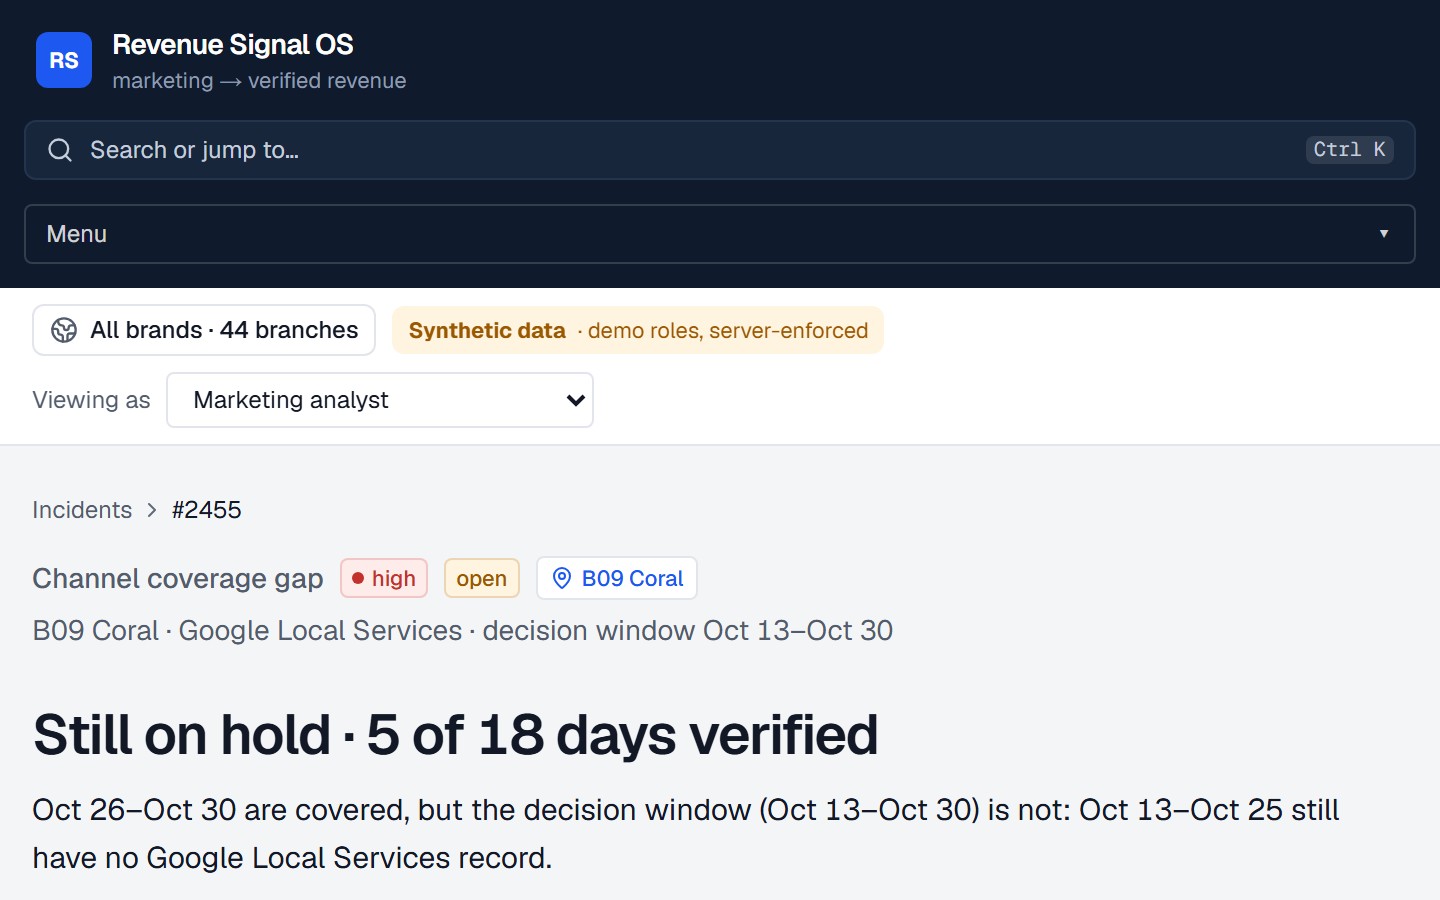 RS
Revenue Signal OS
marketing → verified revenue
Search or jump to...
Ctrl K
Menu
All brands · 44 branches
Synthetic data · demo roles, server-enforced
Viewing as
Marketing analyst
Incidents > #2455
Channel coverage gap
high
open
B09 Coral
B09 Coral · Google Local Services · decision window Oct 13–Oct 30
Still on hold · 5 of 18 days verified
Oct 26–Oct 30 are covered, but the decision window (Oct 13–Oct 30) is not: Oct 13–Oct 25 still
have no Google Local Services record.